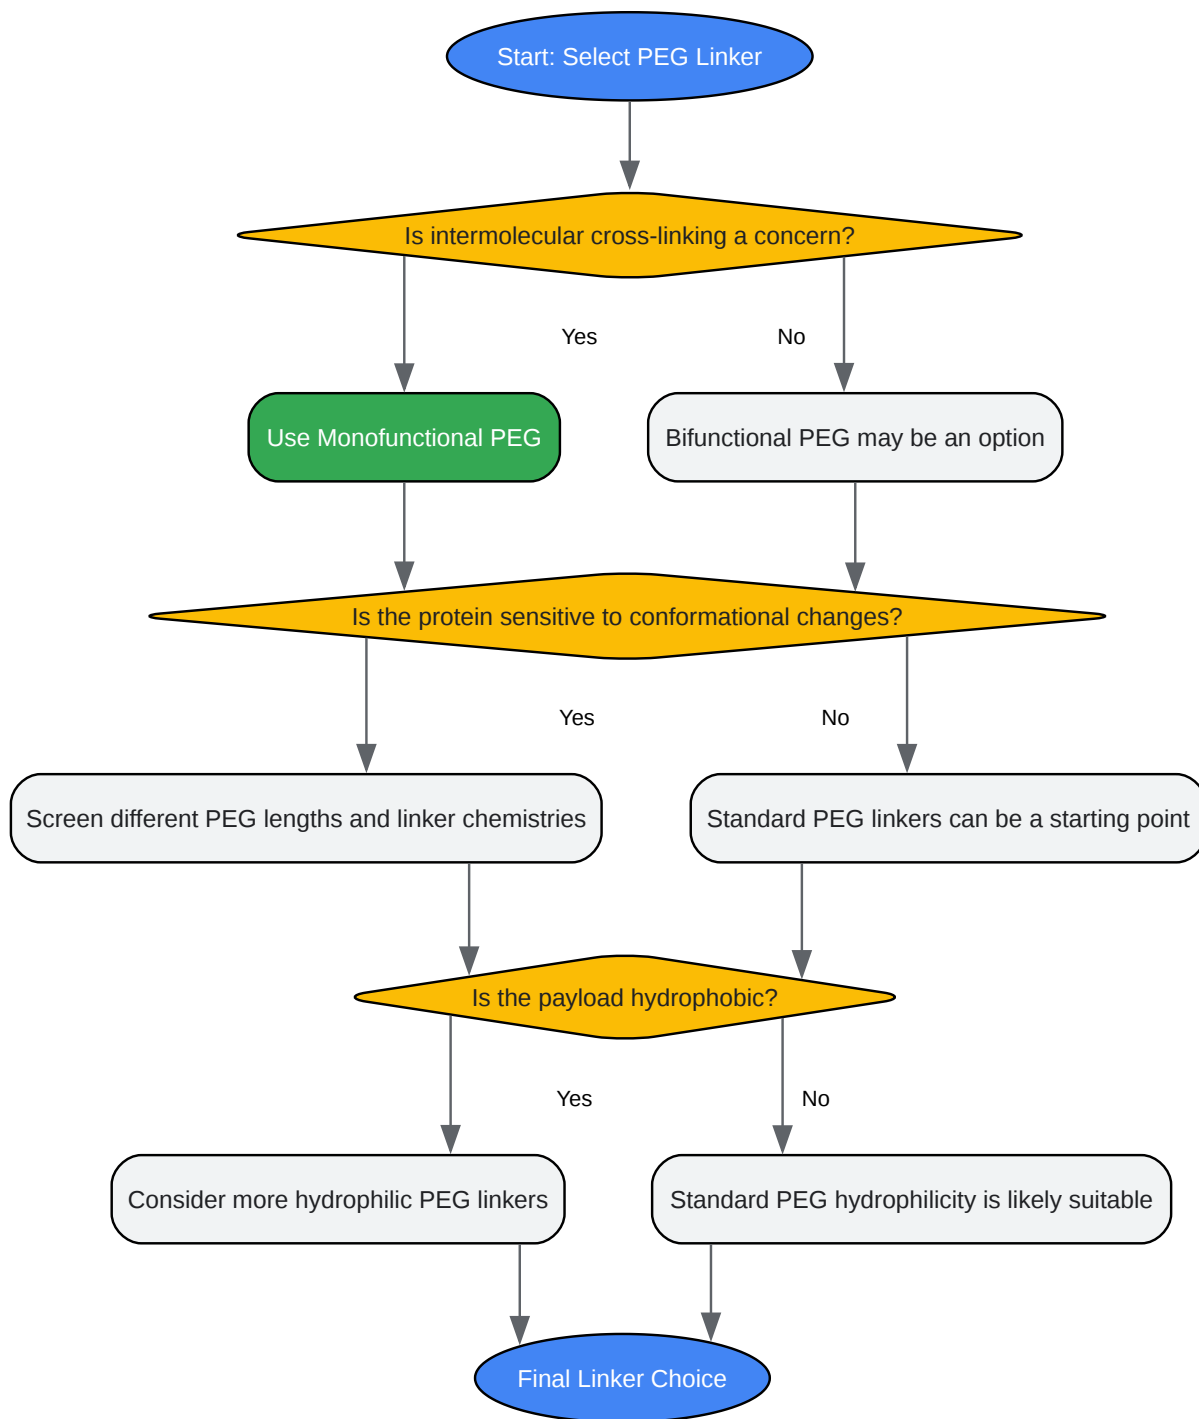 Start: Select PEG Linker
Is intermolecular cross-linking a concern?
Yes
No
Use Monofunctional PEG
Bifunctional PEG may be an option
Is the protein sensitive to conformational changes?
Yes
No
Screen different PEG lengths and linker chemistries
Standard PEG linkers can be a starting point
Is the payload hydrophobic?
Yes
No
Consider more hydrophilic PEG linkers
Standard PEG hydrophilicity is likely suitable
Final Linker Choice